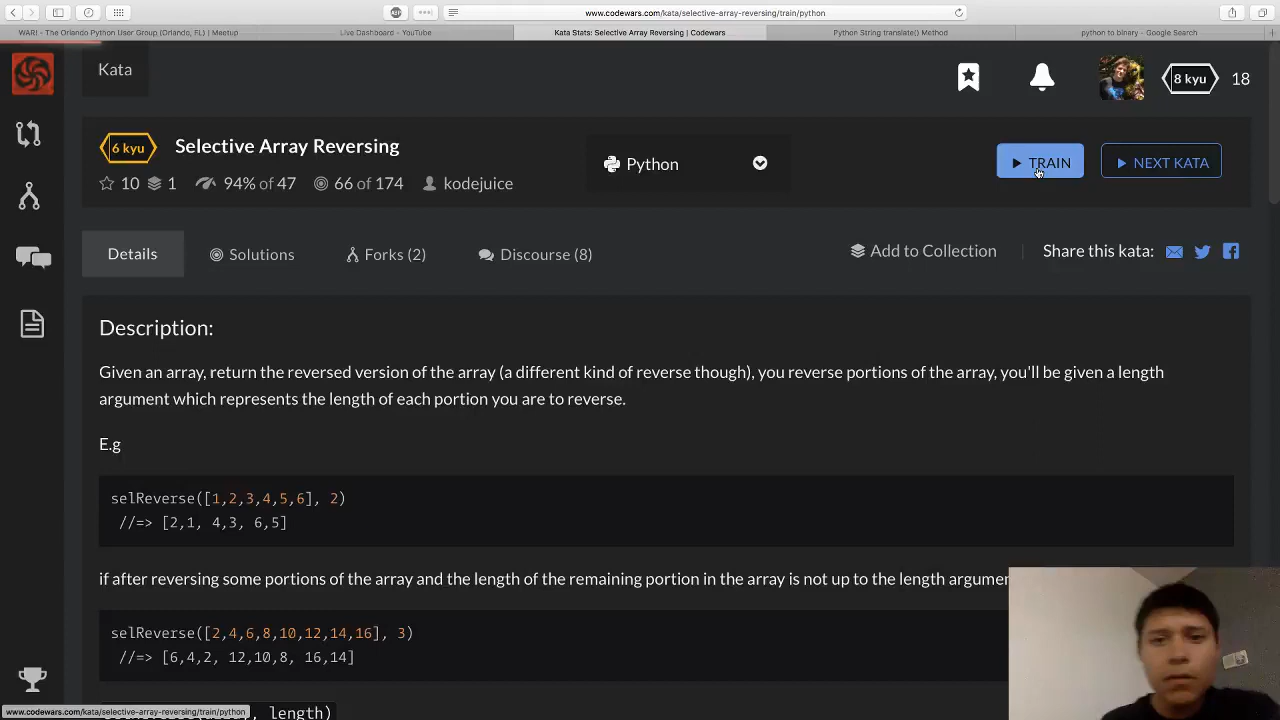 www.codewars.com/kata/selective-array-reversing/train/python
WAR! - The Orlando Python User Group (Orlando, FL) | Meetup
Live Dashboard - YouTube
Kata Stats: Selective Array Reversing | Codewars
Python String translate() Method
python to binary - Google Search
Kata
8 kyu
18
6 kyu
Selective Array Reversing
Python
TRAIN
NEXT KATA
10
1
94% of 47
66 of 174
kodejuice
Details
Solutions
Forks (2)
Discourse (8)
Add to Collection
Share this kata:
Description:
Given an array, return the reversed version of the array (a different kind of reverse though), you reverse portions of the array, you'll be given a length
argument which represents the length of each portion you are to reverse.
E.g
selReverse([1,2,3,4,5,6], 2)
//=> [2,1, 4,3, 6,5]
if after reversing some portions of the array and the length of the remaining portion in the array is not up to the length
selReverse([2,4,6,8,10,12,14,16], 3)
//=> [6,4,2, 12,10,8, 16,14]
length)
www.codewars.com/kata/selective-array-reversing/train/python